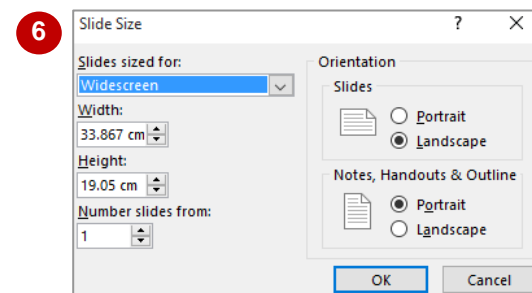 6
Slide Size ? X
Slides sized for:
Widescreen
Width:
33.867 cm
Height:
19.05 cm
Number slides from:
1
Orientation
Slides
Portrait
Landscape
Notes, Handouts & Outline
Portrait
Landscape
OK Cancel